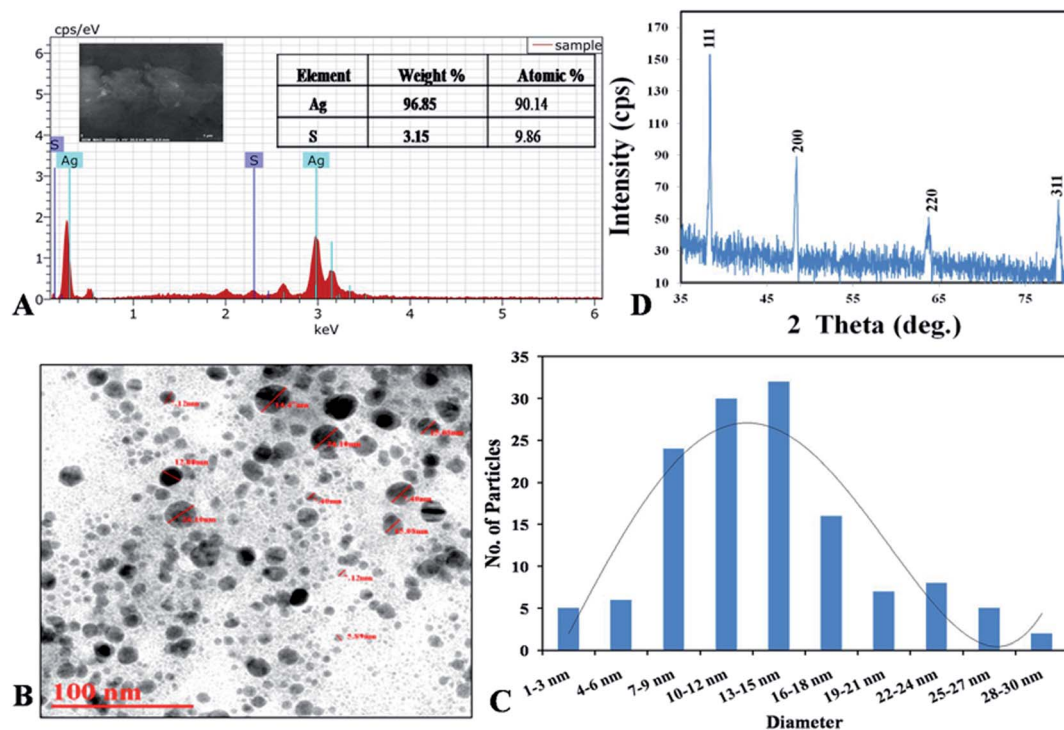 cps/eV
6
5
4
3
2
1
0
sample
Element Weight % Atomic %
Ag 96.85 90.14
S 3.15 9.86
S
Ag
S
Ag
1 2 3 4 5 6
keV
A
170
150
130
110
90
70
50
30
10
Intensity (cps)
111
200
220
311
35 45 55 65 75
2 Theta (deg.)
D
100 nm
B
35
30
25
20
15
10
5
0
No. of Particles
1-3 nm
4-6 nm
7-9 nm
10-12 nm
13-15 nm
16-18 nm
19-21 nm
22-24 nm
25-27 nm
28-30 nm
Diameter
C